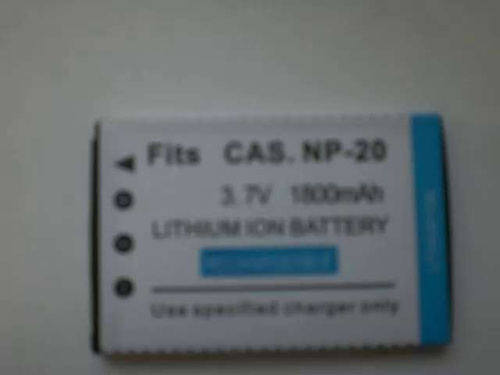 Fits CAS. NP-20
3.7V 1800mAh
LITHIUM ION BATTERY
Use specified charger only